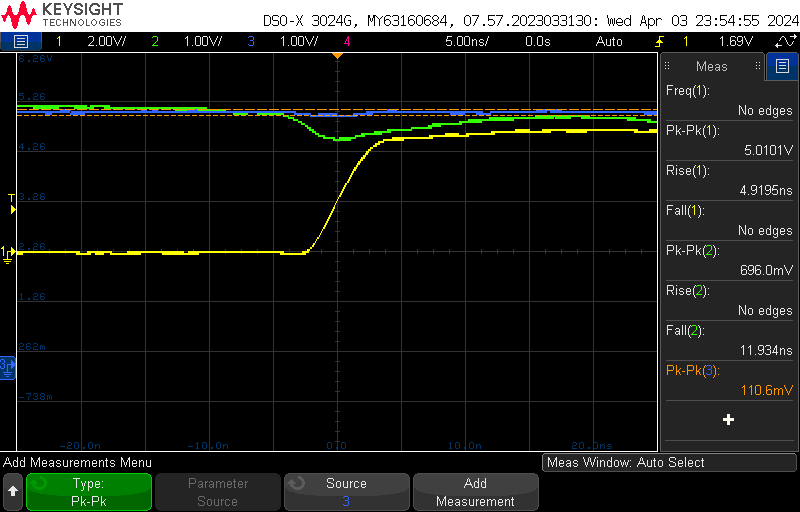 KEYSIGHT
TECHNOLOGIES
DSO-X 3024G, MY63160684, 07.57.2023033130: Wed Apr 03 23:54:55 2024
1 2.00V/ 2 1.00V/ 3 1.00V/ 4 5.00ns/ 0.0s Auto 1 1.69V
6.26V
5.26
4.26
3.26
2.26
1.26
262m
-738m
T
1
3
-20.0n -10.0n 0.0 10.0n 20.0n
Meas
Freq(1):
No edges
Pk-Pk(1):
5.0101V
Rise(1):
4.9195ns
Fall(1):
No edges
Pk-Pk(2):
696.0mV
Rise(2):
No edges
Fall(2):
11.934ns
Pk-Pk(3):
110.6mV
+
Add Measurements Menu
Meas Window: Auto Select
Type:
Pk-Pk
Parameter
Source
Source
3
Add
Measurement